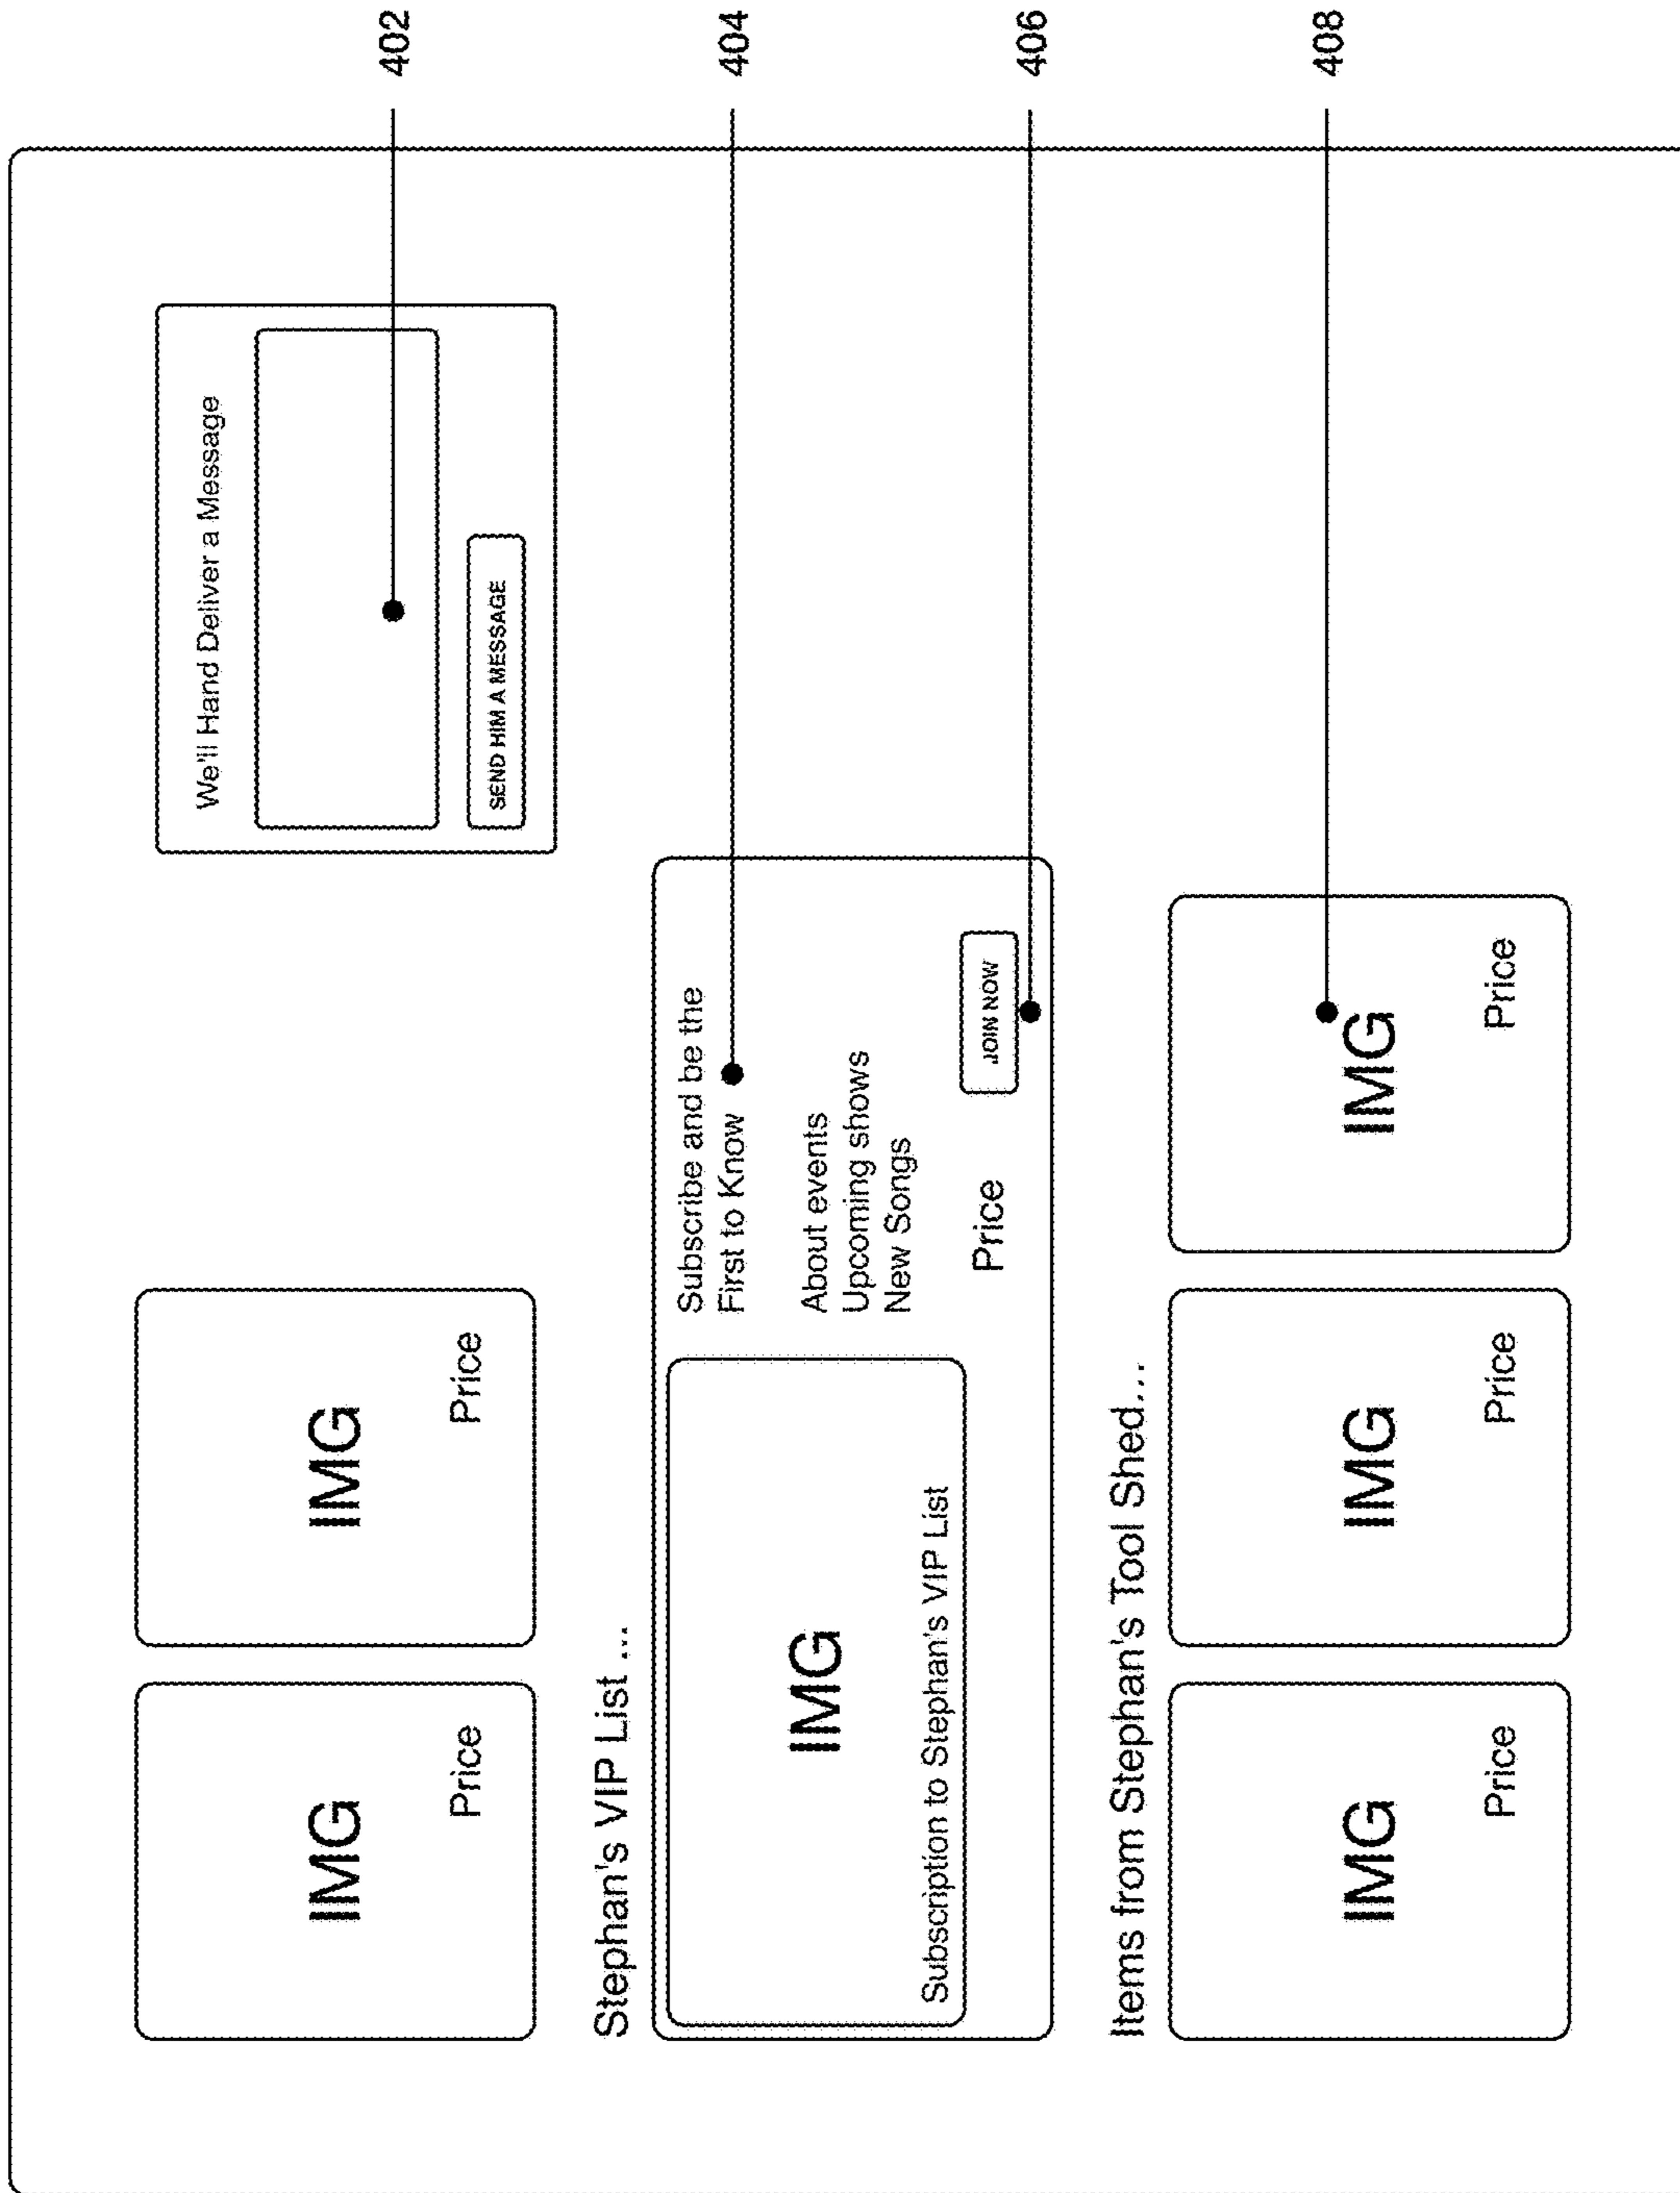 We'll Hand Deliver a Message
402
SEND HIM A MESSAGE
IMG
Price
IMG
Price
Stephan's VIP List ...
Subscribe and be the
First to Know
404
About events
Upcoming shows
New Songs
IMG
Subscription to Stephan's VIP List
Price
JOIN NOW
406
Items from Stephan's Tool Shed....
IMG
Price
IMG
Price
IMG
Price
408